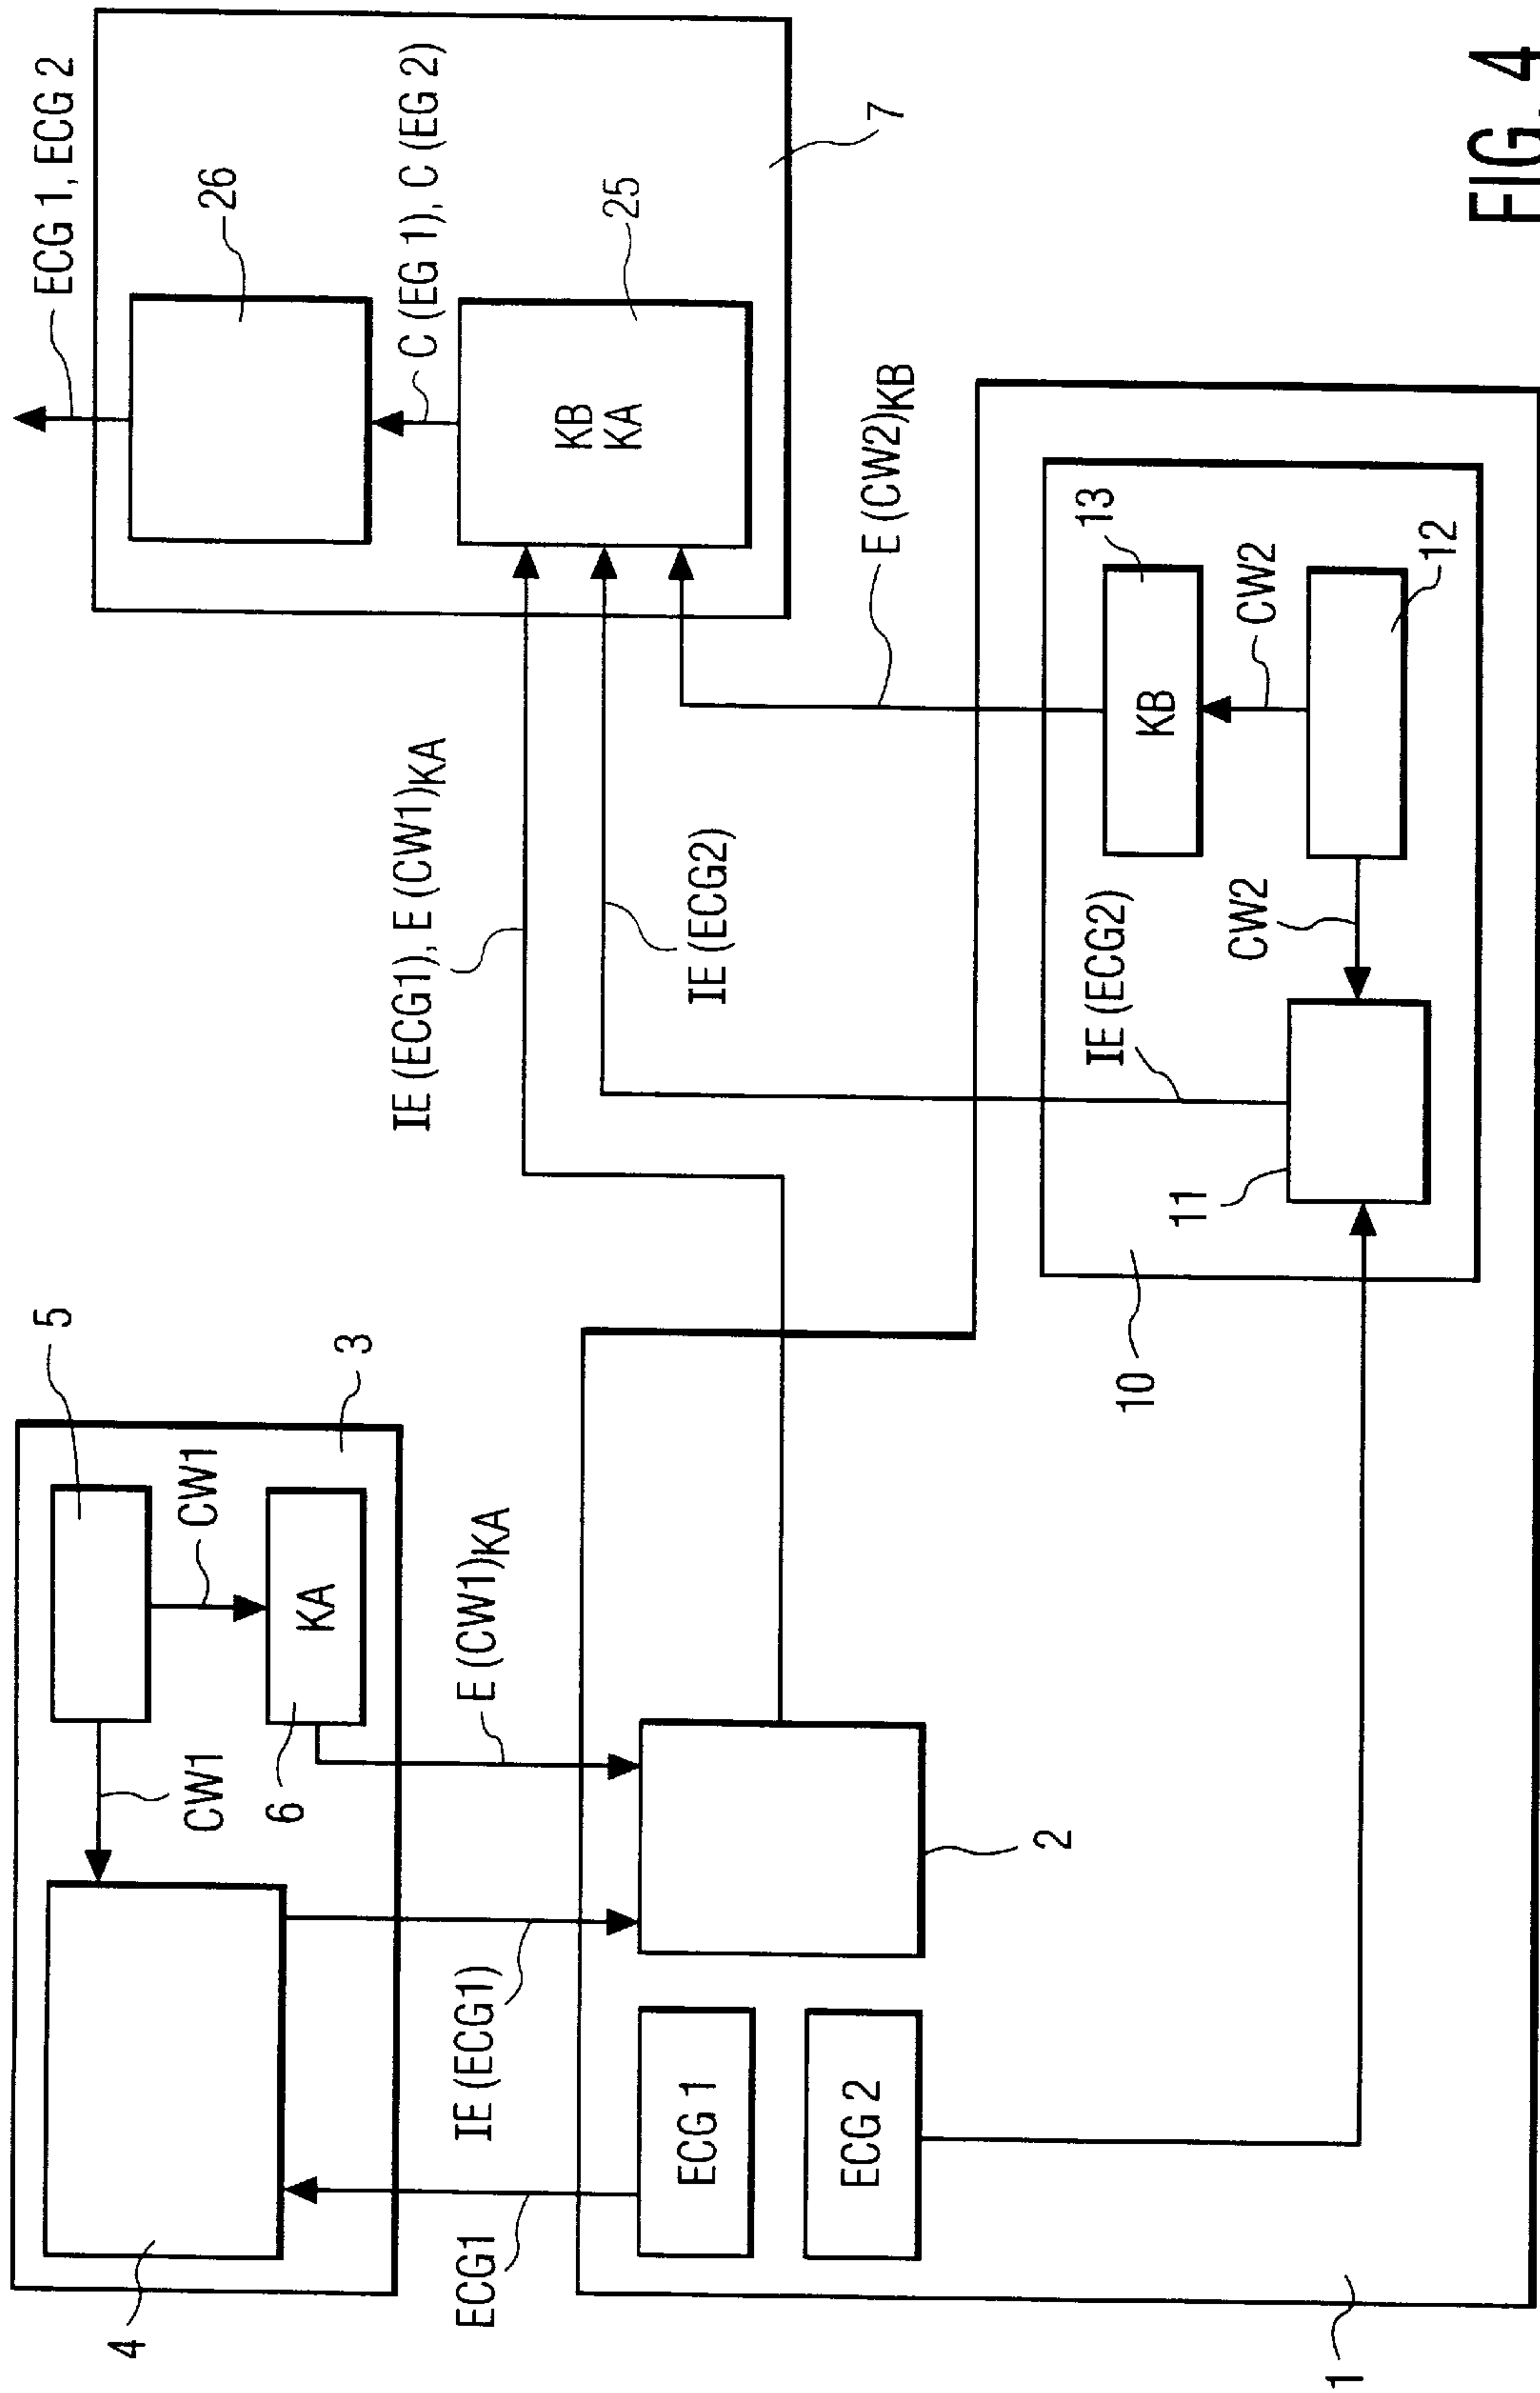 4
CW1
5
CW1
KA
6
3
ECG1
IE (ECG1)
E (CW1)KA
ECG 1
ECG 2
2
1
IE (ECG1), E (CW1)KA
IE (ECG2)
E (CW2)KB
10
11
IE (ECG2)
CW2
KB
13
CW2
12
ECG 1, ECG 2
26
C (EG 1), C (EG 2)
KB
KA
25
7
FIG. 4